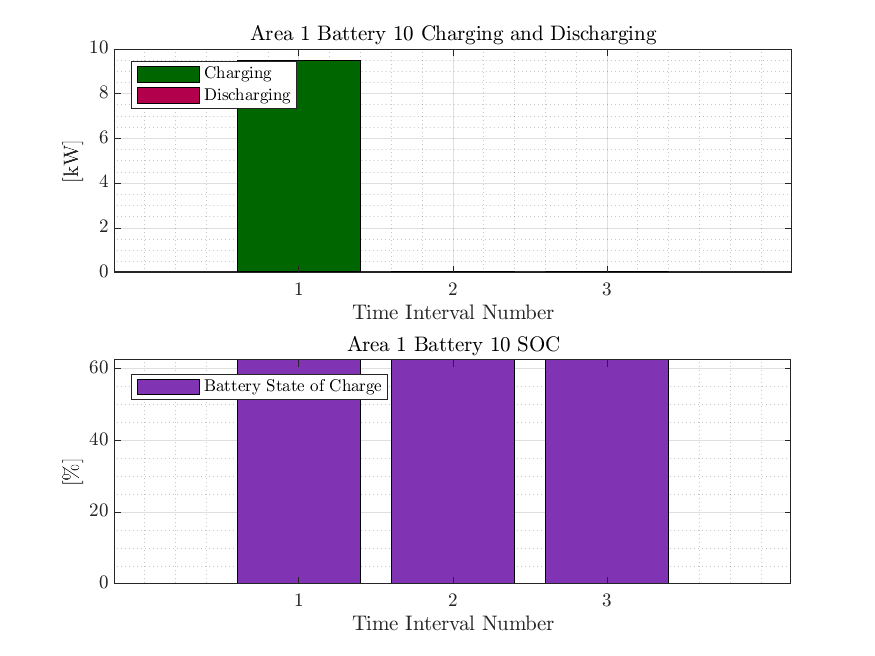 Area 1 Battery 10 Charging and Discharging
10
8
6
4
2
0
[kW]
Charging
Discharging
1 2 3
Time Interval Number
Area 1 Battery 10 SOC
60
40
20
0
[%]
Battery State of Charge
1 2 3
Time Interval Number